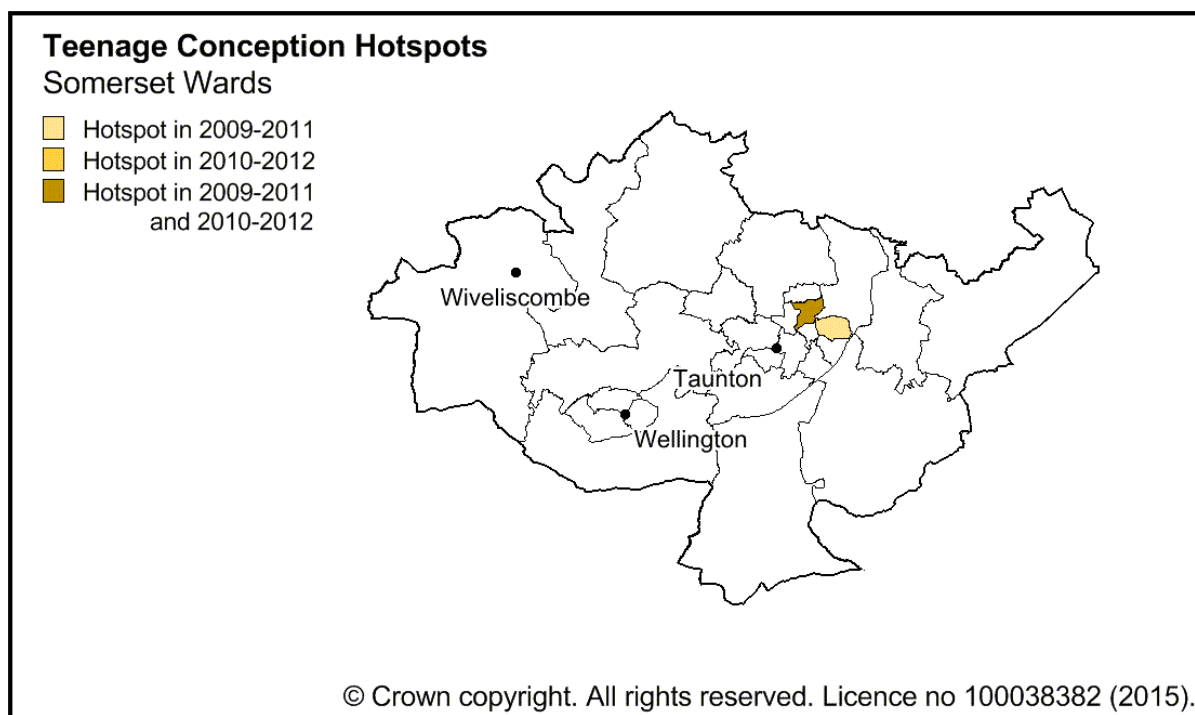 Teenage Conception Hotspots
Somerset Wards
Hotspot in 2009-2011
Hotspot in 2010-2012
Hotspot in 2009-2011
and 2010-2012
Wiveliscombe
Taunton
Wellington
© Crown copyright. All rights reserved. Licence no 100038382 (2015).